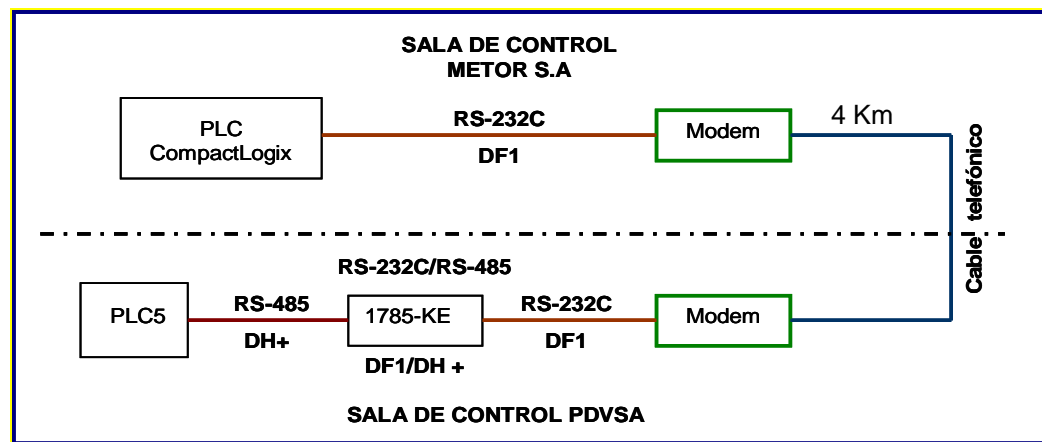 SALA DE CONTROL
METOR S.A
PLC
CompactLogix
RS-232C
DF1
Modem
4 Km
Cable telefónico
RS-232C/RS-485
PLC5
RS-485
DH+
1785-KE
DF1/DH +
RS-232C
DF1
Modem
SALA DE CONTROL PDVSA